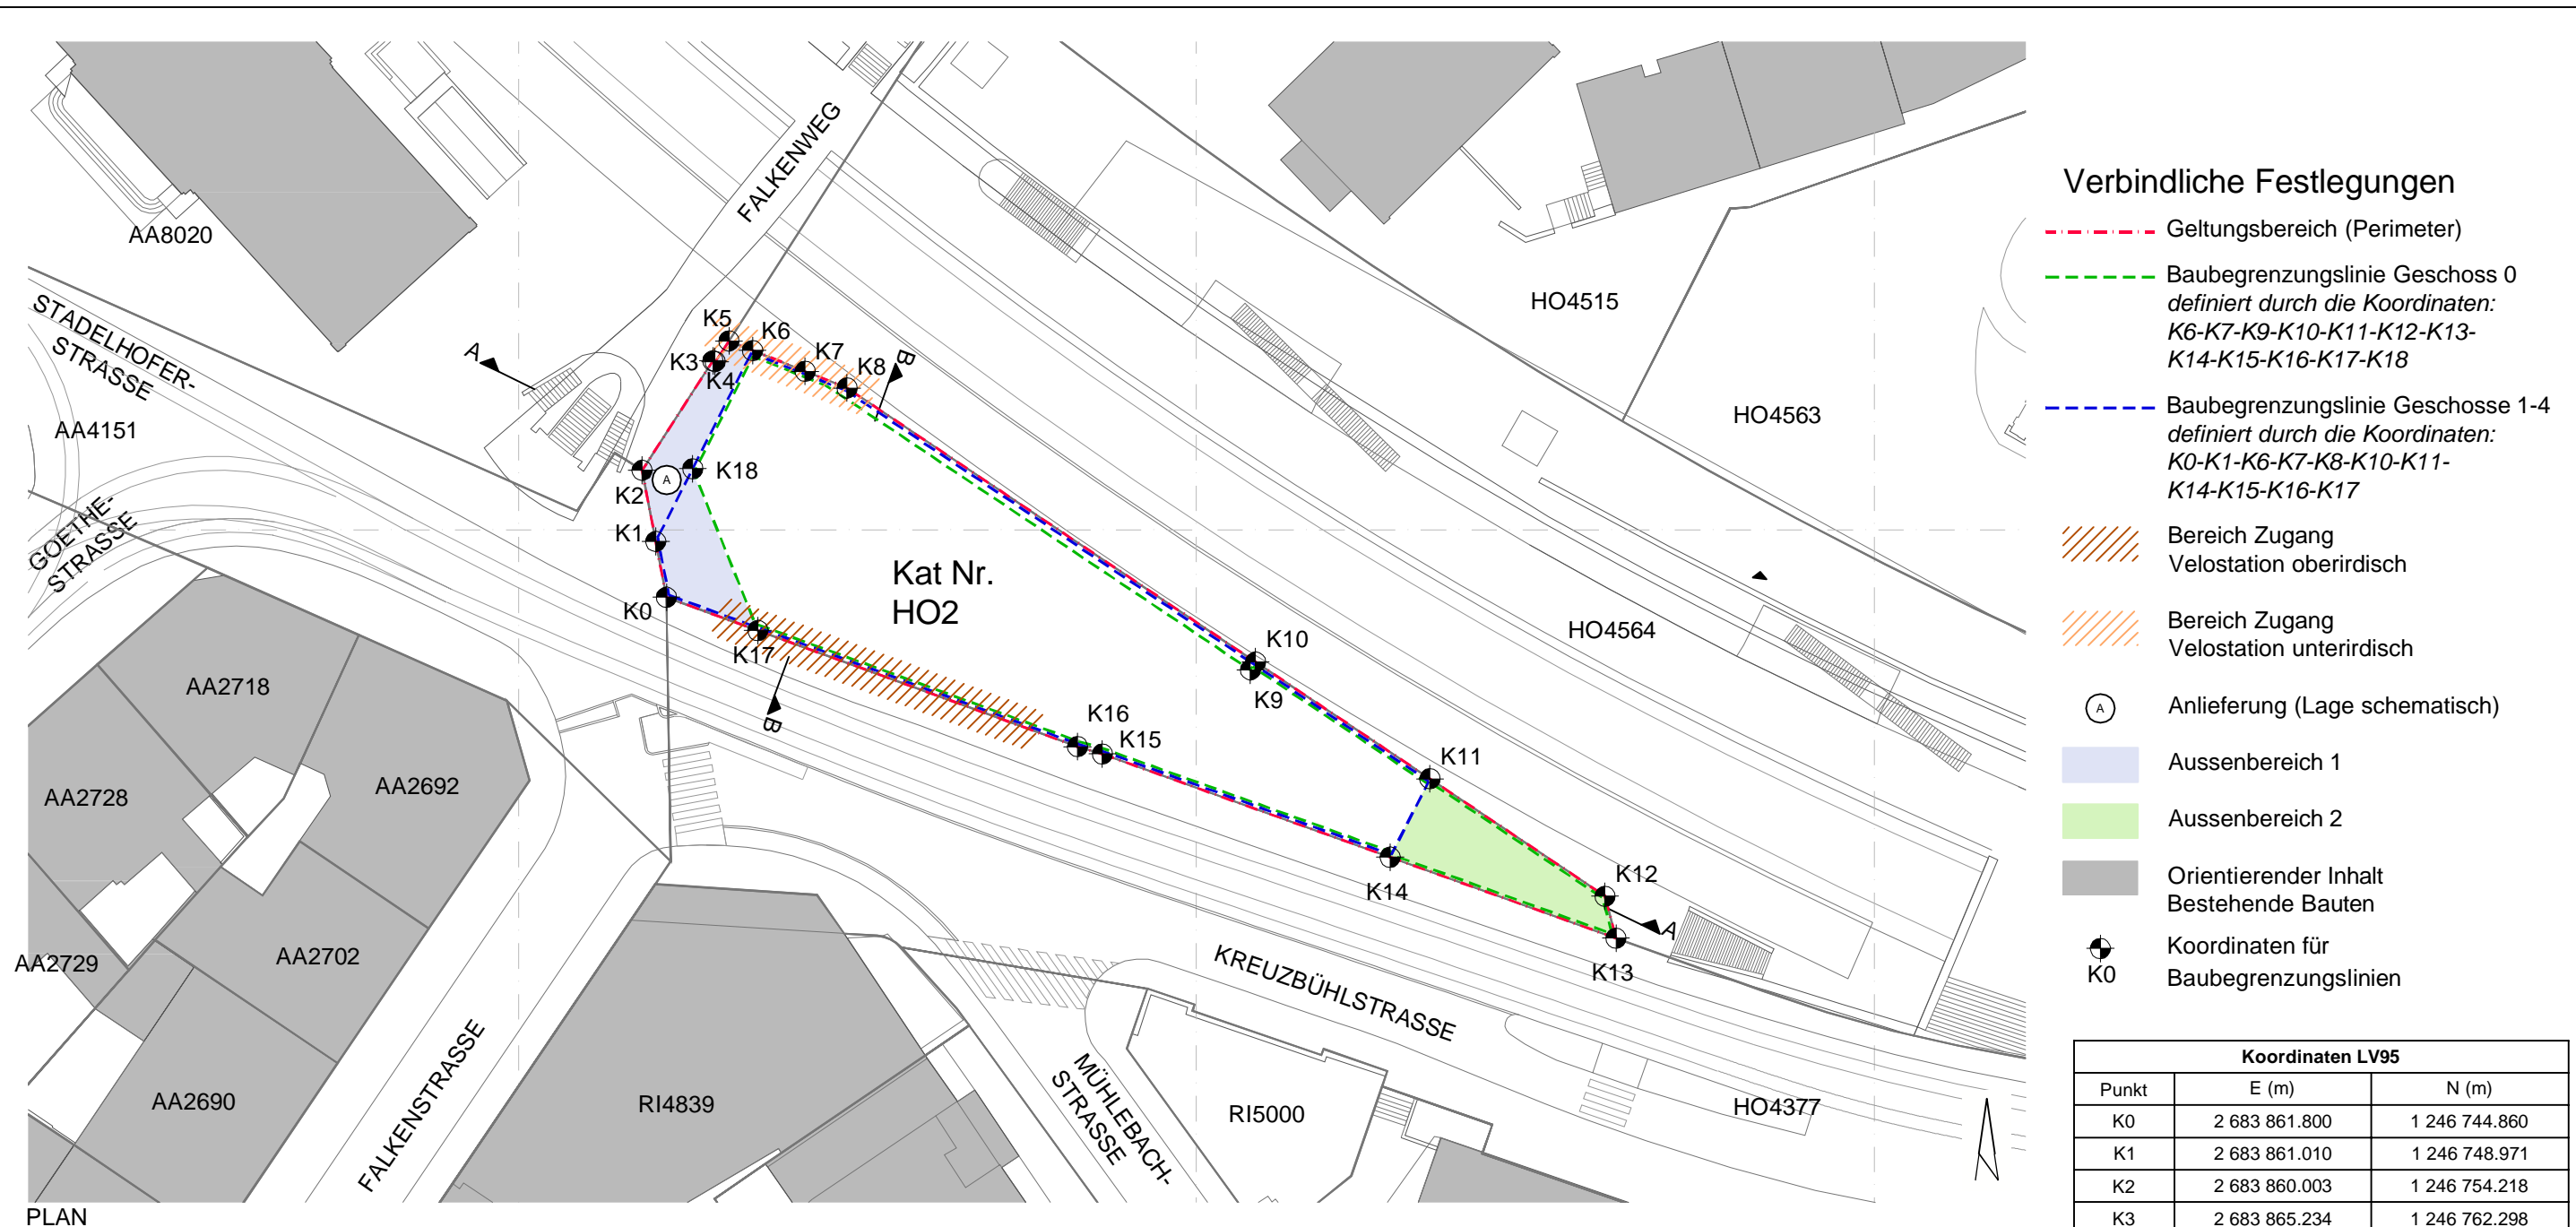 AA8020
STADELHOFER-
STRASSE
AA4151
GOETHE-
STRASSE
FALKENWEG
A
K5
K6
K3
K4
K7
K8
B
K2
A
K18
K1
K0
K17
B
Kat Nr.
HO2
K10
K9
K16
K15
K11
K14
K12
A
K13
HO4515
HO4563
HO4564
AA2718
AA2728
AA2692
AA2729
AA2702
AA2690
FALKENSTRASSE
RI4839
KREUZBÜHLSTRASSE
MÜHLEBACH-
STRASSE
RI5000
HO4377
PLAN
Verbindliche Festlegungen
Geltungsbereich (Perimeter)
Baubegrenzungslinie Geschoss 0
definiert durch die Koordinaten:
K6-K7-K9-K10-K11-K12-K13-
K14-K15-K16-K17-K18
Baubegrenzungslinie Geschosse 1-4
definiert durch die Koordinaten:
K0-K1-K6-K7-K8-K10-K11-
K14-K15-K16-K17
Bereich Zugang
Velostation oberirdisch
Bereich Zugang
Velostation unterirdisch
A Anlieferung (Lage schematisch)
Aussenbereich 1
Aussenbereich 2
Orientierender Inhalt
Bestehende Bauten
Koordinaten für
K0 Baubegrenzungslinien
Koordinaten LV95
Punkt E (m) N (m)
K0 2 683 861.800 1 246 744.860
K1 2 683 861.010 1 246 748.971
K2 2 683 860.003 1 246 754.218
K3 2 683 865.234 1 246 762.298